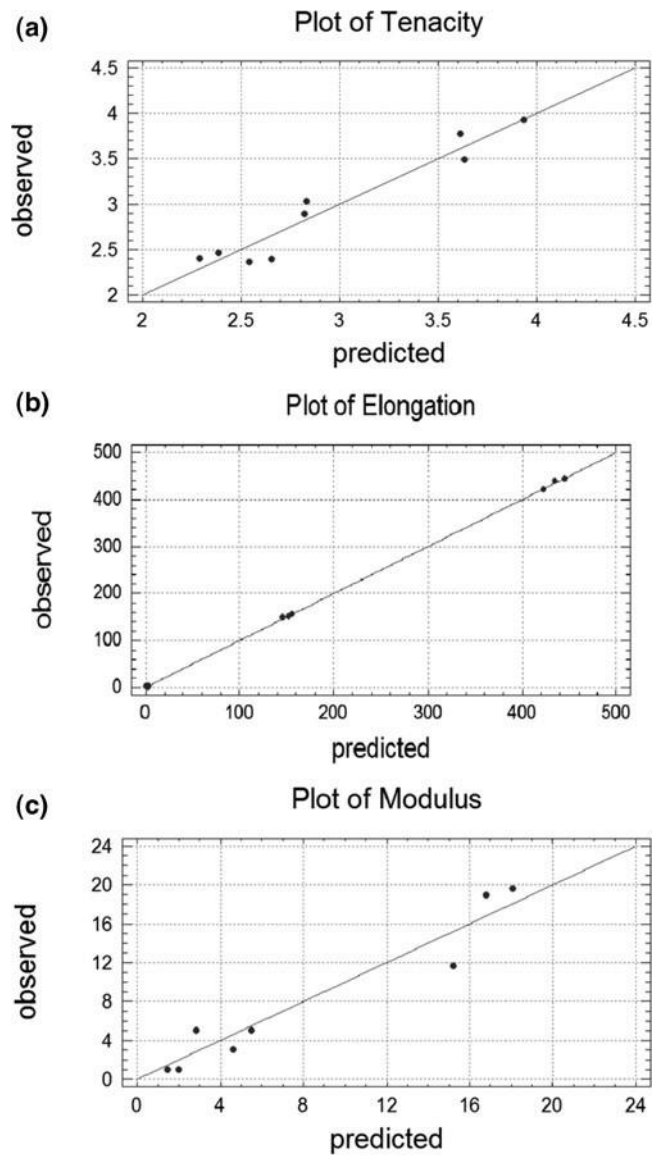 (a)
Plot of Tenacity
observed
4.5
4
3.5
3
2.5
2
2 2.5 3 3.5 4 4.5
predicted
(b)
Plot of Elongation
observed
500
400
300
200
100
0
0 100 200 300 400 500
predicted
(c)
Plot of Modulus
observed
24
20
16
12
8
4
0
0 4 8 12 16 20 24
predicted